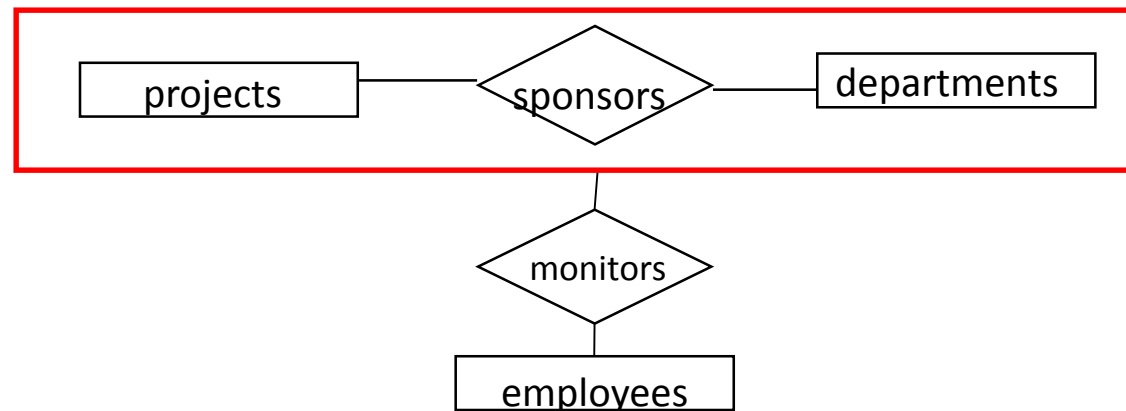 projects
sponsors
departments
monitors
employees